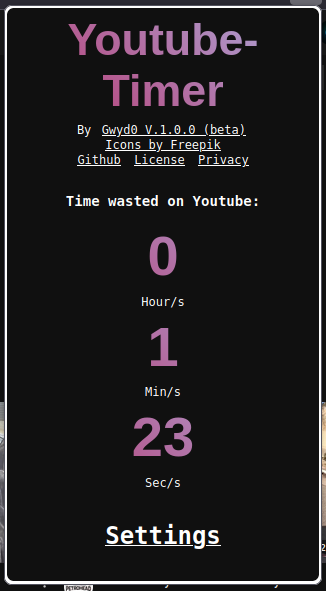 Youtube-
Timer
By Gwyd0 V.1.0.0 (beta)
Icons by Freepik
Github License Privacy
Time wasted on Youtube:
0
Hour/s
1
Min/s
23
Sec/s
Settings